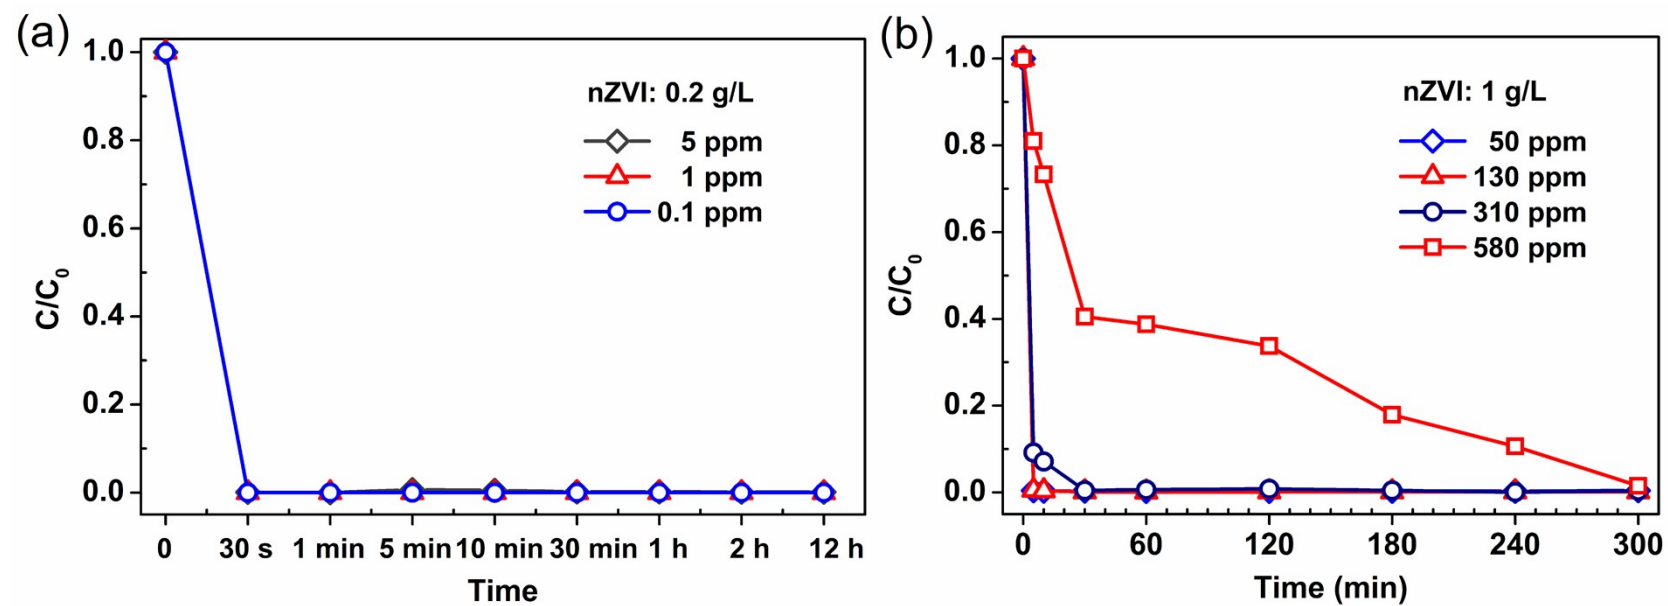 (a)
nZVI: 0.2 g/L
5 ppm
1 ppm
0.1 ppm
1.0
0.8
0.6
0.4
0.2
0.0
C/C₀
0 30 s 1 min 5 min 10 min 30 min 1 h 2 h 12 h
Time
(b)
nZVI: 1 g/L
50 ppm
130 ppm
310 ppm
580 ppm
1.0
0.8
0.6
0.4
0.2
0.0
C/C₀
0 60 120 180 240 300
Time (min)